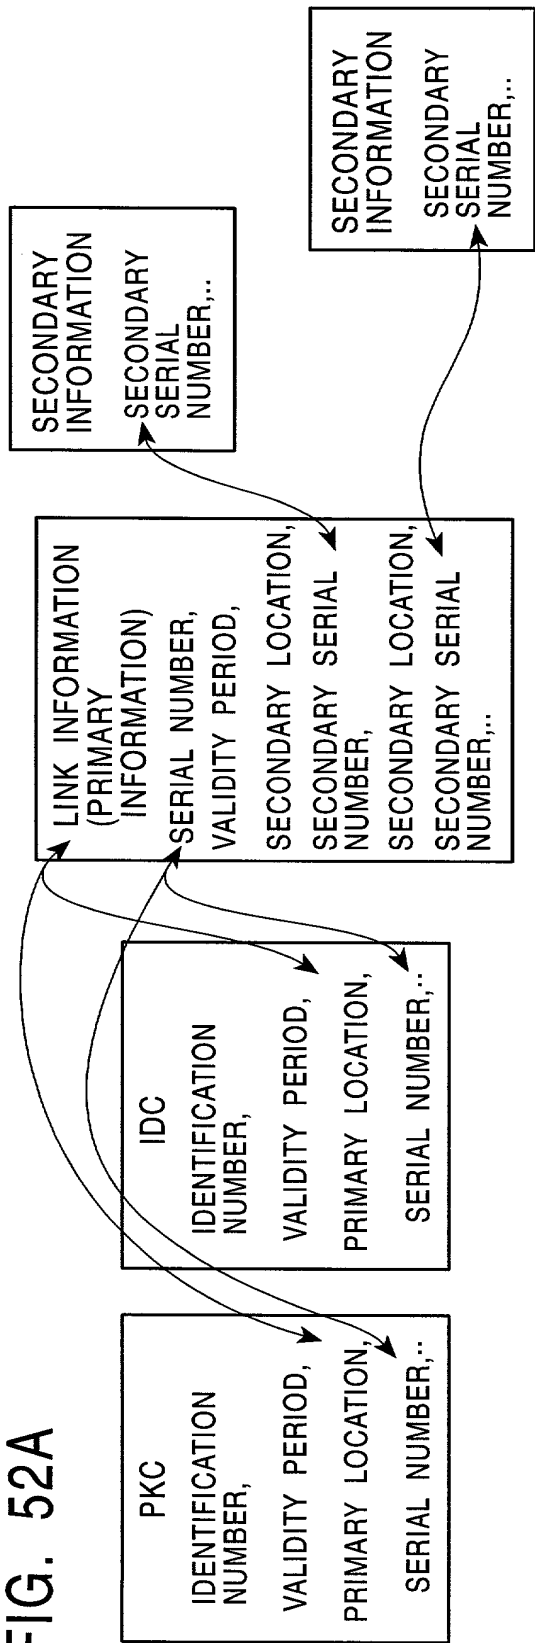 FIG. 52A
PKC
IDENTIFICATION
NUMBER,
VALIDITY PERIOD,
PRIMARY LOCATION,
SERIAL NUMBER,..
IDC
IDENTIFICATION
NUMBER,
VALIDITY PERIOD,
PRIMARY LOCATION,
SERIAL NUMBER,..
LINK INFORMATION
(PRIMARY
INFORMATION)
SERIAL NUMBER,
VALIDITY PERIOD,
SECONDARY LOCATION,
SECONDARY SERIAL
NUMBER,
SECONDARY LOCATION,
SECONDARY SERIAL
NUMBER,..
SECONDARY
INFORMATION
SECONDARY
SERIAL
NUMBER,..
SECONDARY
INFORMATION
SECONDARY
SERIAL
NUMBER,..